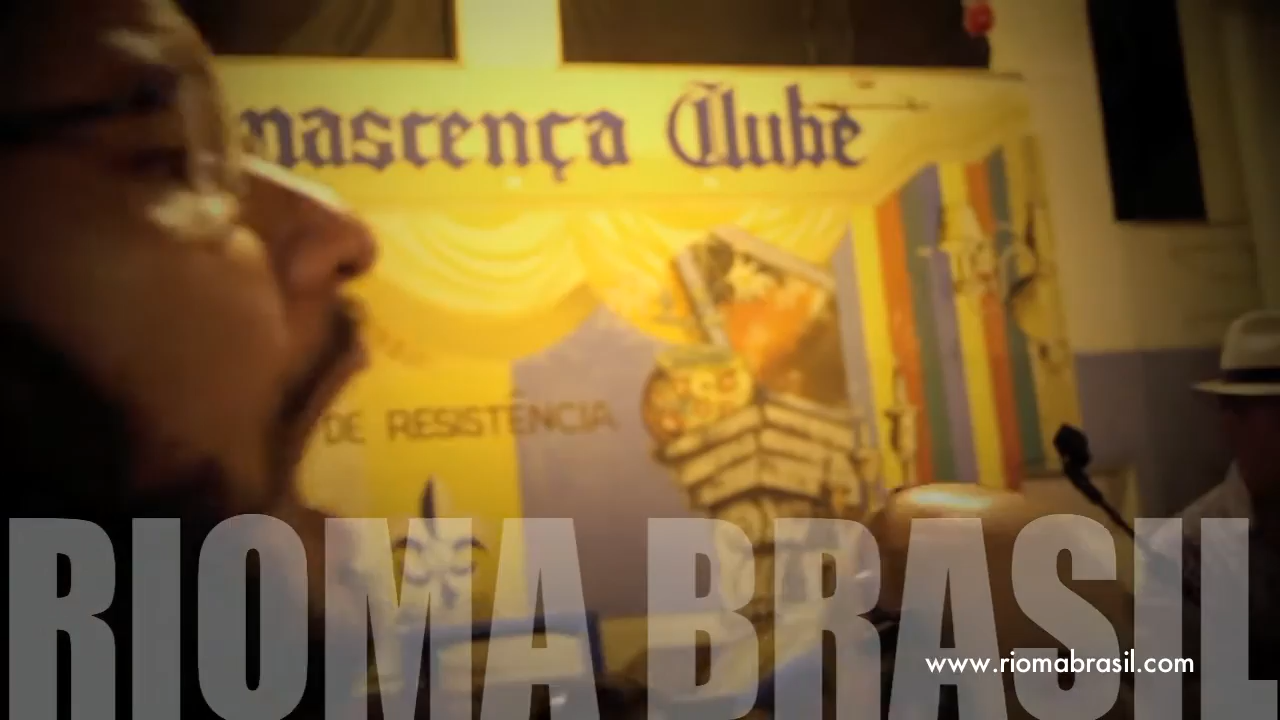 nascença Clube
DE RESISTÊNCIA
RIOMA BRASIL
www.riomabrasil.com